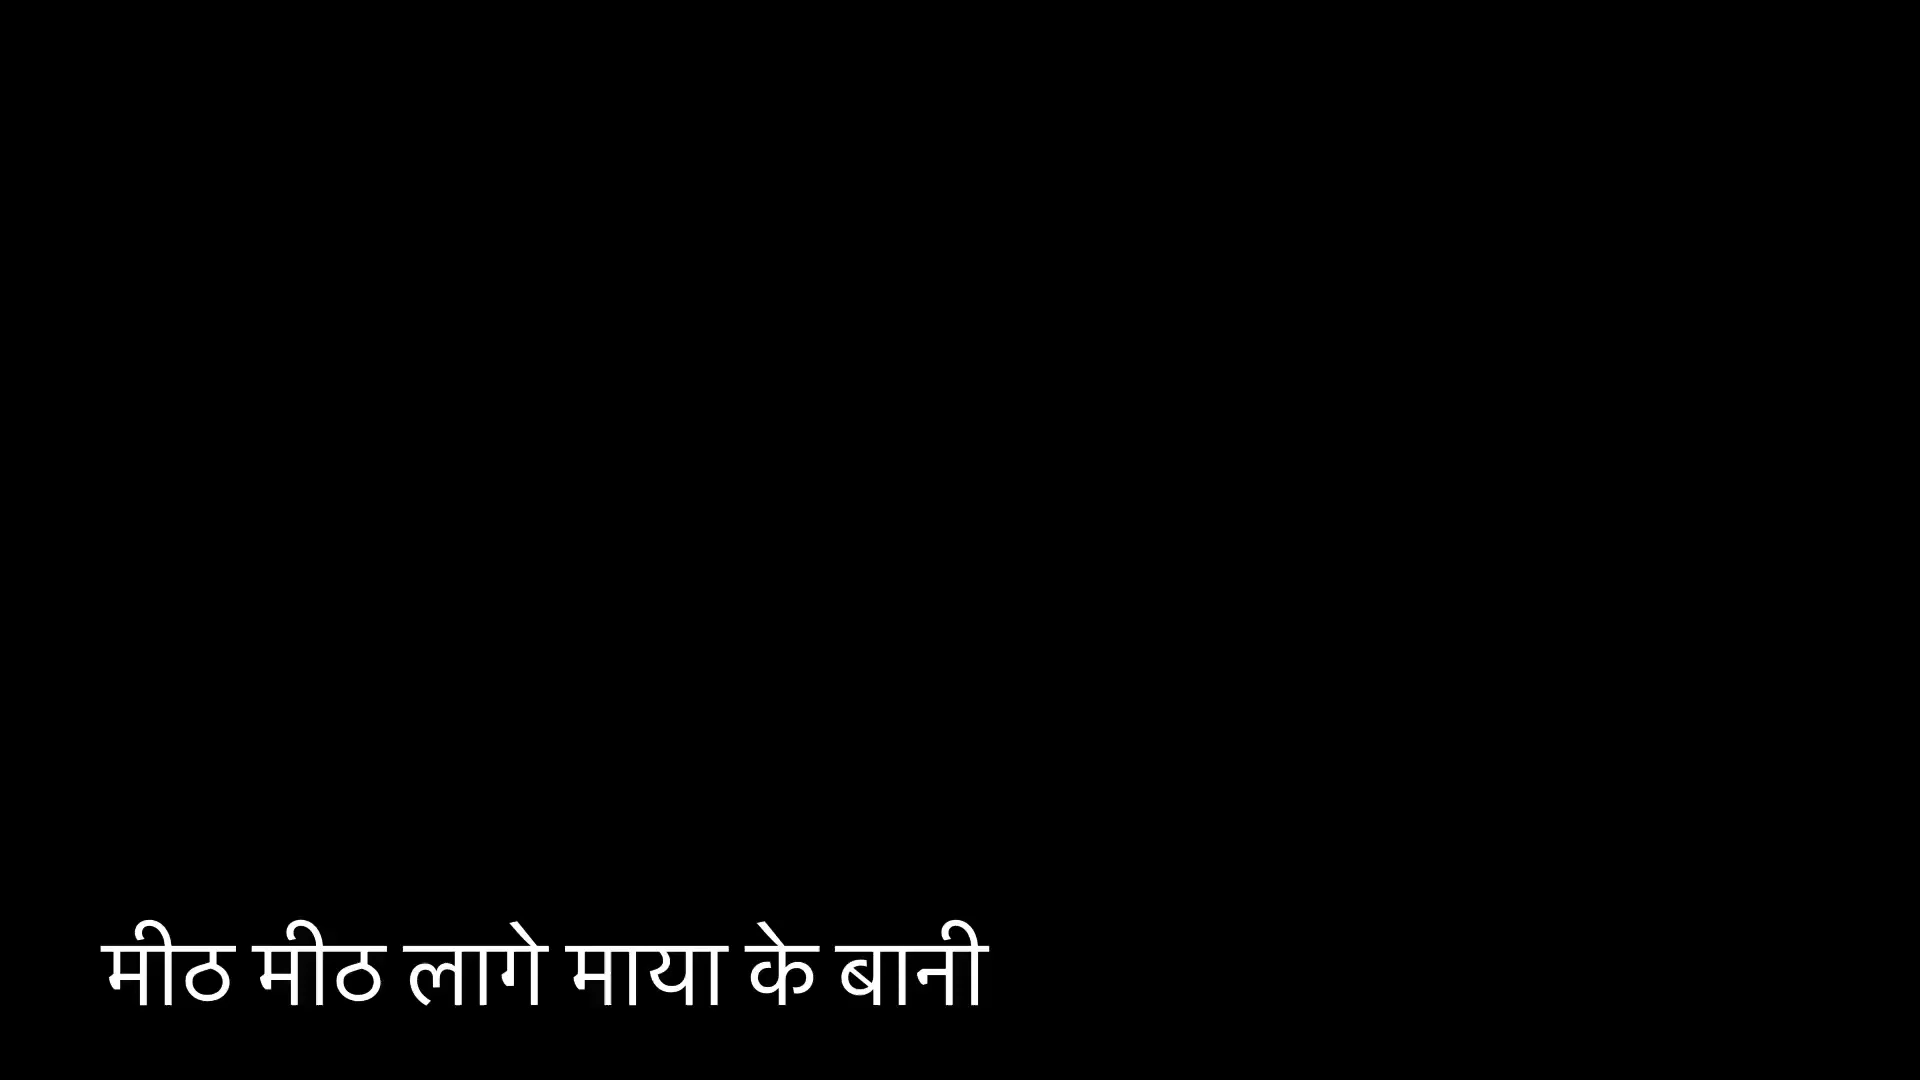 मीठ मीठ लागे माया के बानी